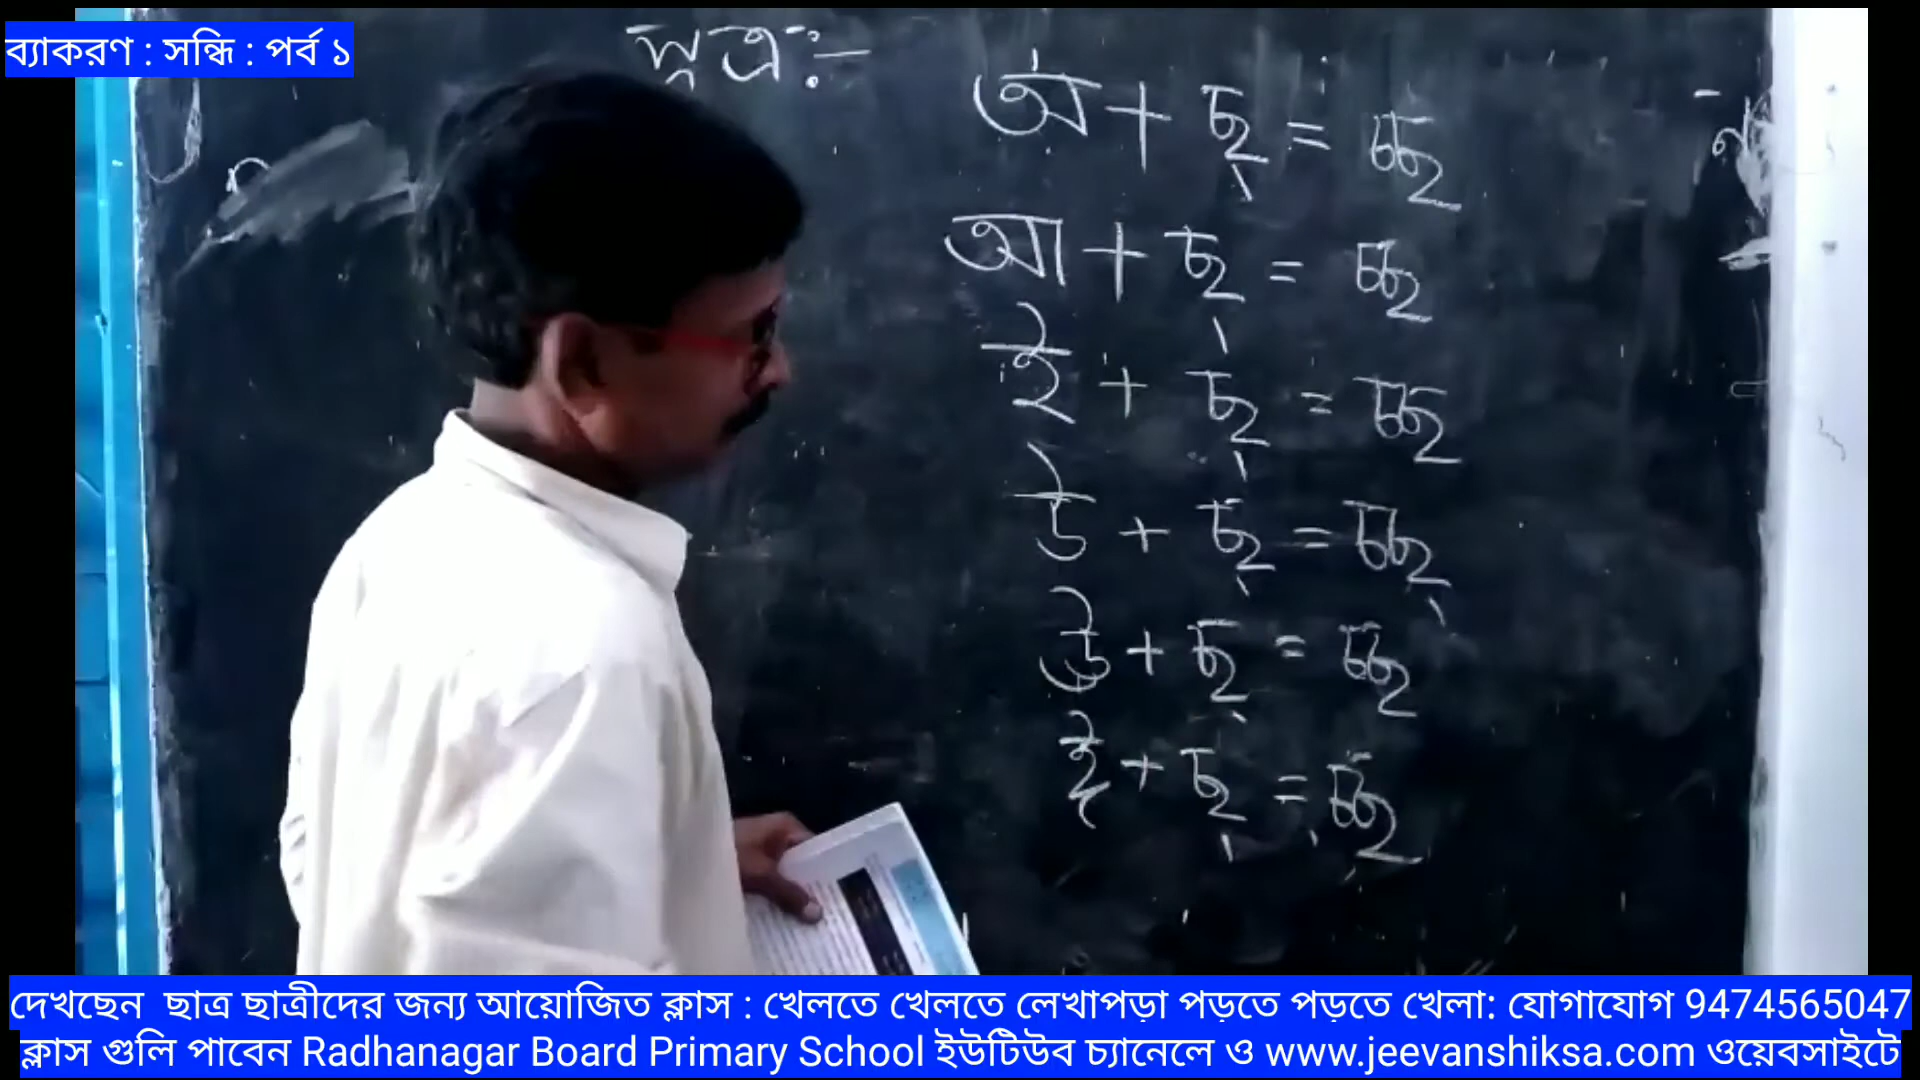 ব্যাকরণ : সন্ধি : পর্ব ১
সূত্রঃ-
অ + ছ্ = চ্ছ
আ + ছ্ = চ্ছ
ই + ছ্ = চ্ছ
উ + ছ্ = চ্ছ
ঊ + ছ্ = চ্ছ
ঈ + ছ্ = চ্ছ
দেখছেন ছাত্র ছাত্রীদের জন্য আয়োজিত ক্লাস : খেলতে খেলতে লেখাপড়া পড়তে পড়তে খেলা: যোগাযোগ 9474565047
ক্লাস গুলি পাবেন Radhanagar Board Primary School ইউটিউব চ্যানেলে ও www.jeevanshiksa.com ওয়েবসাইটে